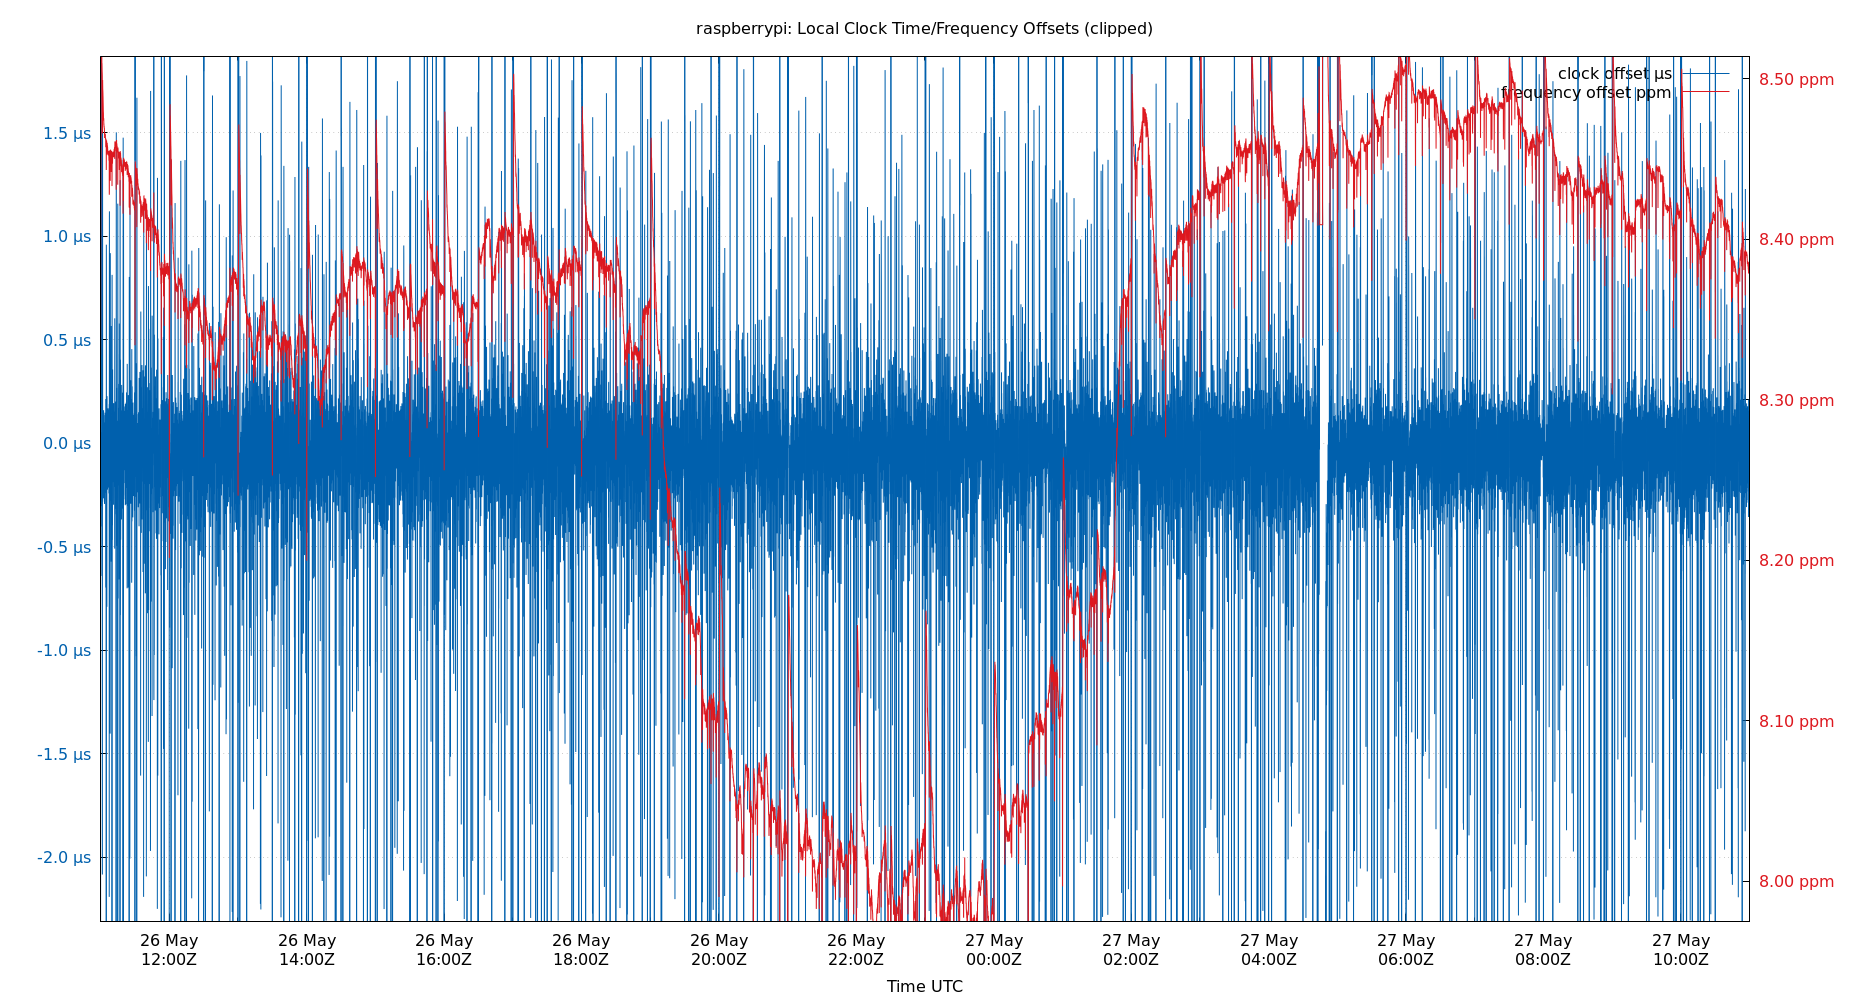 raspberrypi: Local Clock Time/Frequency Offsets (clipped)
clock offset µs
frequency offset ppm
1.5 µs
1.0 µs
0.5 µs
0.0 µs
-0.5 µs
-1.0 µs
-1.5 µs
-2.0 µs
8.50 ppm
8.40 ppm
8.30 ppm
8.20 ppm
8.10 ppm
8.00 ppm
26 May 26 May 26 May 26 May 26 May 26 May 27 May 27 May 27 May 27 May 27 May 27 May
12:00Z 14:00Z 16:00Z 18:00Z 20:00Z 22:00Z 00:00Z 02:00Z 04:00Z 06:00Z 08:00Z 10:00Z
Time UTC